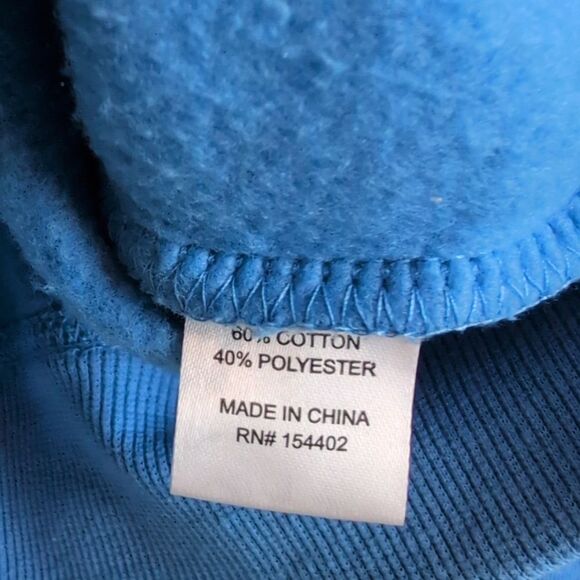 60% COTTON
40% POLYESTER
MADE IN CHINA
RN# 154402